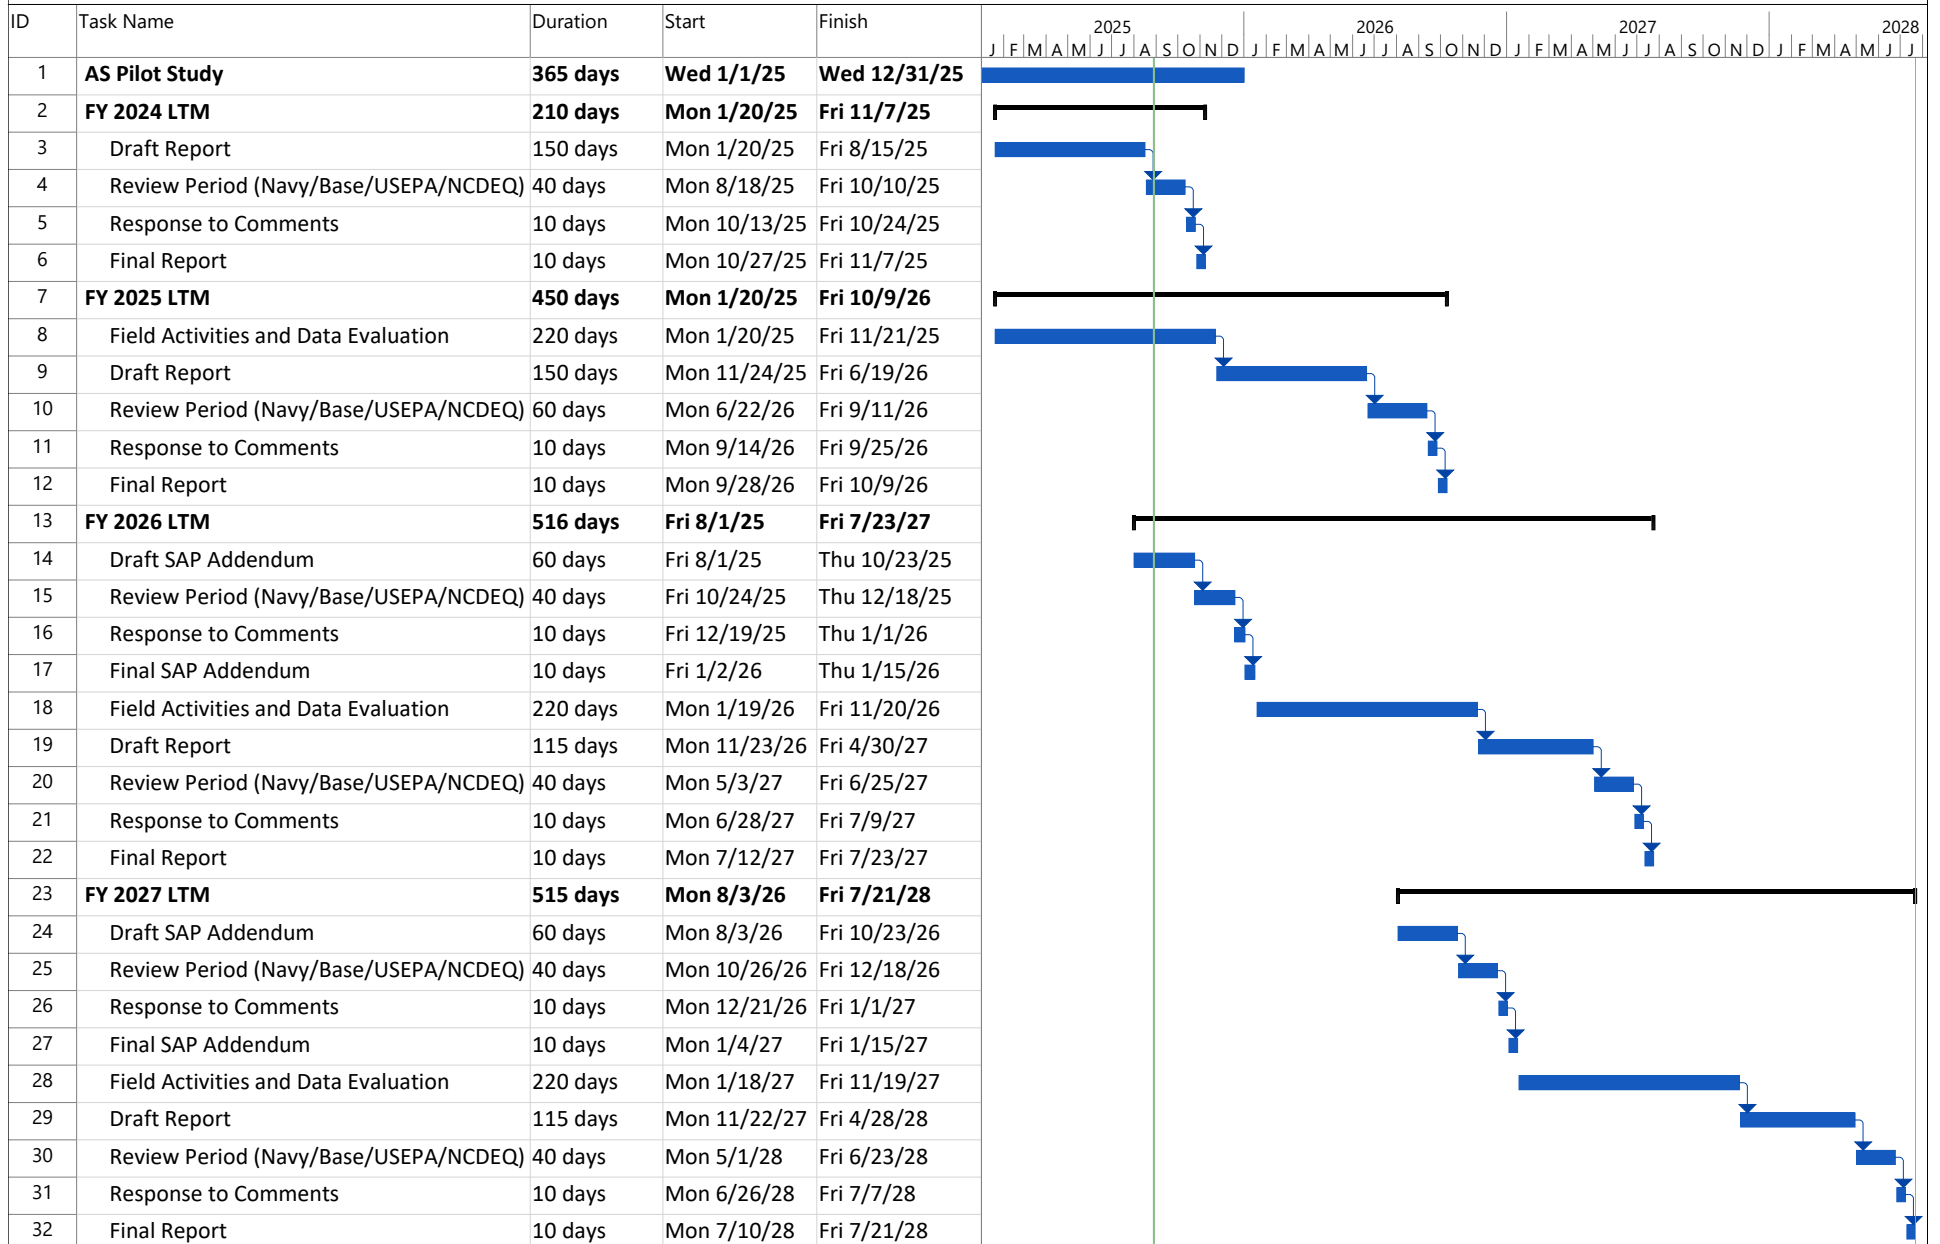 ID Task Name Duration Start Finish 2025 2026 2027 2028
J F M A M J J A S O N D J F M A M J J A S O N D J F M A M J J A S O N D J F M A M J J
1 AS Pilot Study 365 days Wed 1/1/25 Wed 12/31/25
2 FY 2024 LTM 210 days Mon 1/20/25 Fri 11/7/25
3 Draft Report 150 days Mon 1/20/25 Fri 8/15/25
4 Review Period (Navy/Base/USEPA/NCDEQ) 40 days Mon 8/18/25 Fri 10/10/25
5 Response to Comments 10 days Mon 10/13/25 Fri 10/24/25
6 Final Report 10 days Mon 10/27/25 Fri 11/7/25
7 FY 2025 LTM 450 days Mon 1/20/25 Fri 10/9/26
8 Field Activities and Data Evaluation 220 days Mon 1/20/25 Fri 11/21/25
9 Draft Report 150 days Mon 11/24/25 Fri 6/19/26
10 Review Period (Navy/Base/USEPA/NCDEQ) 60 days Mon 6/22/26 Fri 9/11/26
11 Response to Comments 10 days Mon 9/14/26 Fri 9/25/26
12 Final Report 10 days Mon 9/28/26 Fri 10/9/26
13 FY 2026 LTM 516 days Fri 8/1/25 Fri 7/23/27
14 Draft SAP Addendum 60 days Fri 8/1/25 Thu 10/23/25
15 Review Period (Navy/Base/USEPA/NCDEQ) 40 days Fri 10/24/25 Thu 12/18/25
16 Response to Comments 10 days Fri 12/19/25 Thu 1/1/26
17 Final SAP Addendum 10 days Fri 1/2/26 Thu 1/15/26
18 Field Activities and Data Evaluation 220 days Mon 1/19/26 Fri 11/20/26
19 Draft Report 115 days Mon 11/23/26 Fri 4/30/27
20 Review Period (Navy/Base/USEPA/NCDEQ) 40 days Mon 5/3/27 Fri 6/25/27
21 Response to Comments 10 days Mon 6/28/27 Fri 7/9/27
22 Final Report 10 days Mon 7/12/27 Fri 7/23/27
23 FY 2027 LTM 515 days Mon 8/3/26 Fri 7/21/28
24 Draft SAP Addendum 60 days Mon 8/3/26 Fri 10/23/26
25 Review Period (Navy/Base/USEPA/NCDEQ) 40 days Mon 10/26/26 Fri 12/18/26
26 Response to Comments 10 days Mon 12/21/26 Fri 1/1/27
27 Final SAP Addendum 10 days Mon 1/4/27 Fri 1/15/27
28 Field Activities and Data Evaluation 220 days Mon 1/18/27 Fri 11/19/27
29 Draft Report 115 days Mon 11/22/27 Fri 4/28/28
30 Review Period (Navy/Base/USEPA/NCDEQ) 40 days Mon 5/1/28 Fri 6/23/28
31 Response to Comments 10 days Mon 6/26/28 Fri 7/7/28
32 Final Report 10 days Mon 7/10/28 Fri 7/21/28